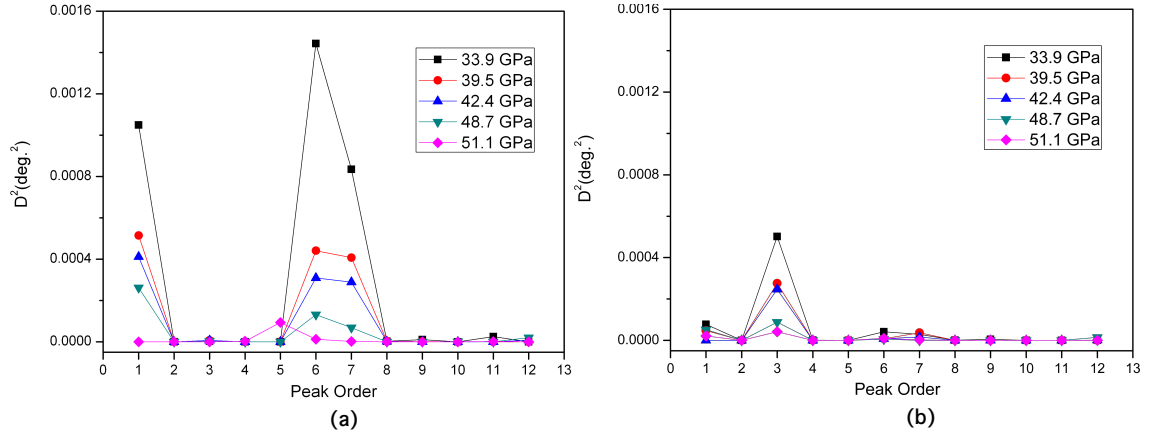 0.0016
0.0012
0.0008
0.0004
0.0000
D²(deg.²)
33.9 GPa
39.5 GPa
42.4 GPa
48.7 GPa
51.1 GPa
0 1 2 3 4 5 6 7 8 9 10 11 12 13
Peak Order
(a)
0.0016
0.0012
0.0008
0.0004
0.0000
D²(deg.²)
33.9 GPa
39.5 GPa
42.4 GPa
48.7 GPa
51.1 GPa
0 1 2 3 4 5 6 7 8 9 10 11 12 13
Peak Order
(b)